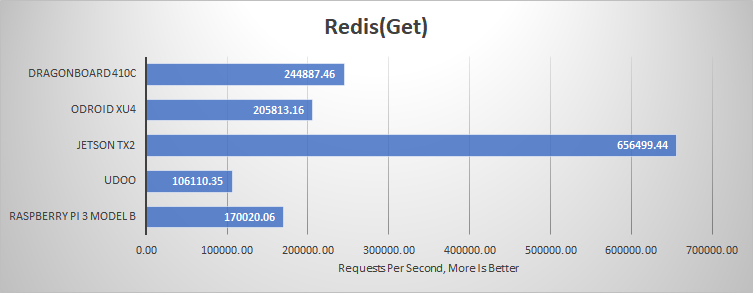 Redis(Get)
DRAGONBOARD 410C
244887.46
ODROID XU4
205813.16
JETSON TX2
656499.44
UDOO
106110.35
RASPBERRY PI 3 MODEL B
170020.06
0.00 100000.00 200000.00 300000.00 400000.00 500000.00 600000.00 700000.00
Requests Per Second, More Is Better